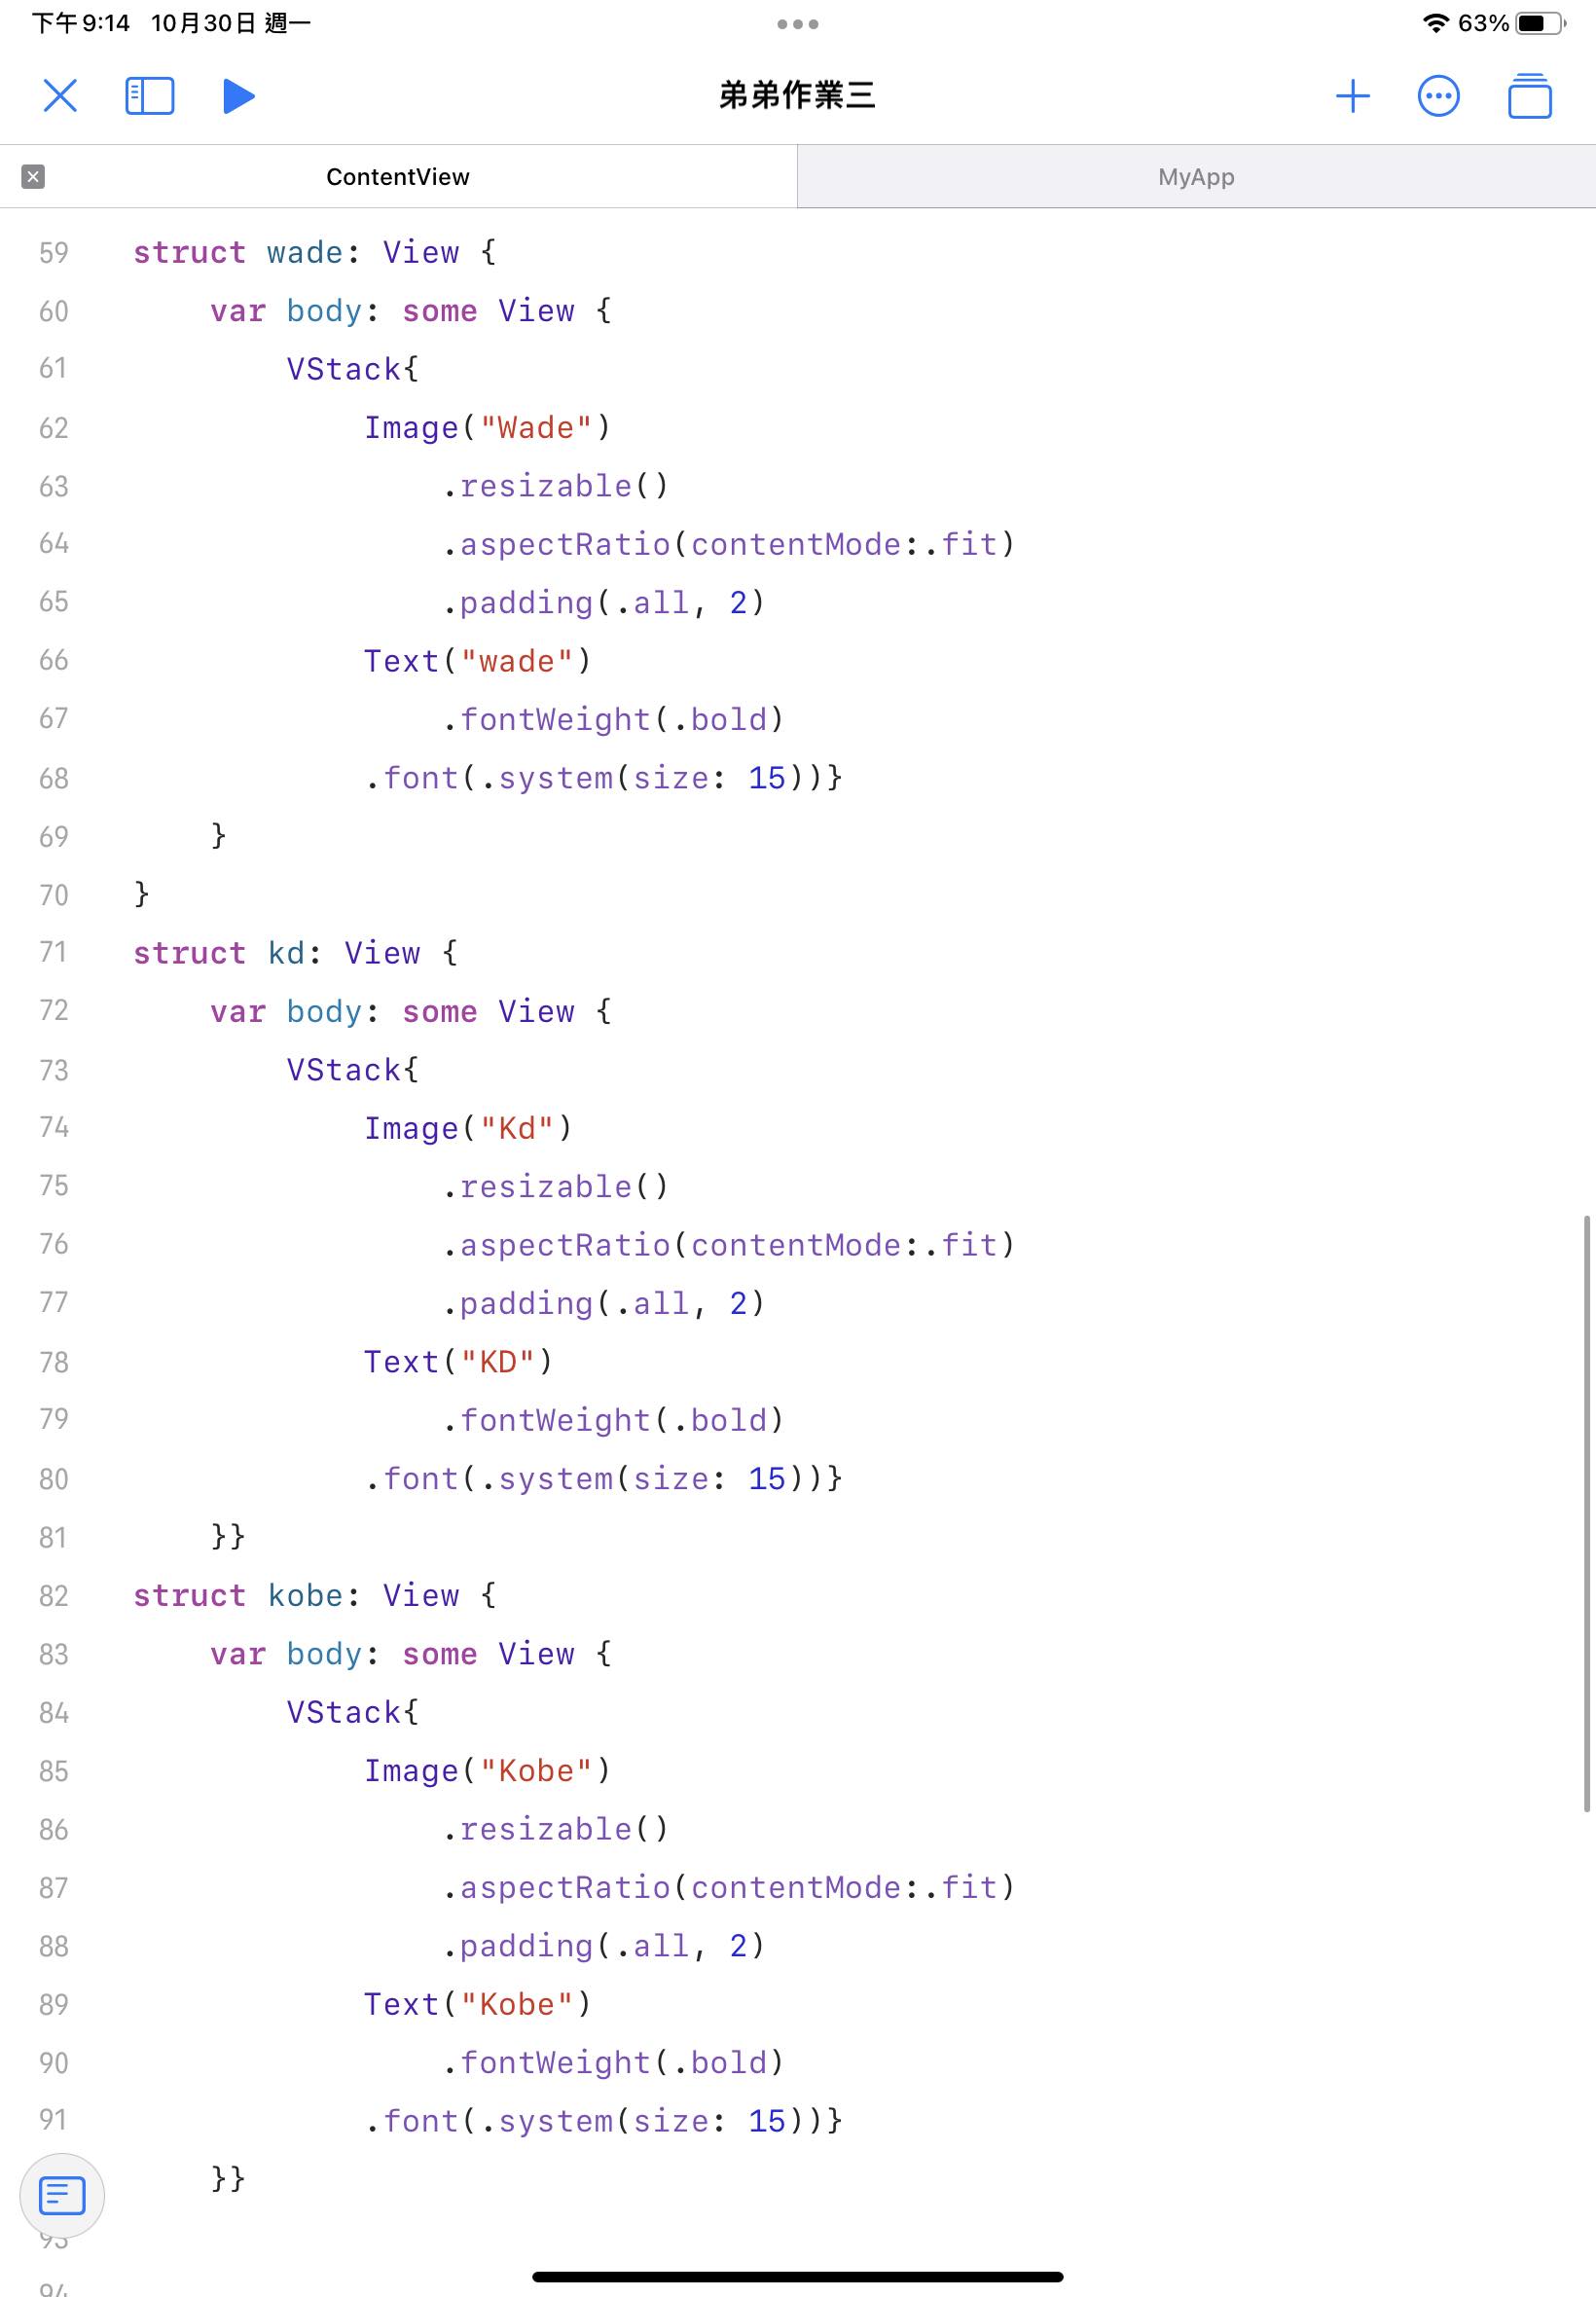 下午9:14 10月30日 週一
63%
弟弟作業三
ContentView
MyApp
59 struct wade: View {
60 var body: some View {
61 VStack{
62 Image("Wade")
63 .resizable()
64 .aspectRatio(contentMode:.fit)
65 .padding(.all, 2)
66 Text("wade")
67 .fontWeight(.bold)
68 .font(.system(size: 15))}
69 }
70 }
71 struct kd: View {
72 var body: some View {
73 VStack{
74 Image("Kd")
75 .resizable()
76 .aspectRatio(contentMode:.fit)
77 .padding(.all, 2)
78 Text("KD")
79 .fontWeight(.bold)
80 .font(.system(size: 15))}
81 }}
82 struct kobe: View {
83 var body: some View {
84 VStack{
85 Image("Kobe")
86 .resizable()
87 .aspectRatio(contentMode:.fit)
88 .padding(.all, 2)
89 Text("Kobe")
90 .fontWeight(.bold)
91 .font(.system(size: 15))}
}}
93
94